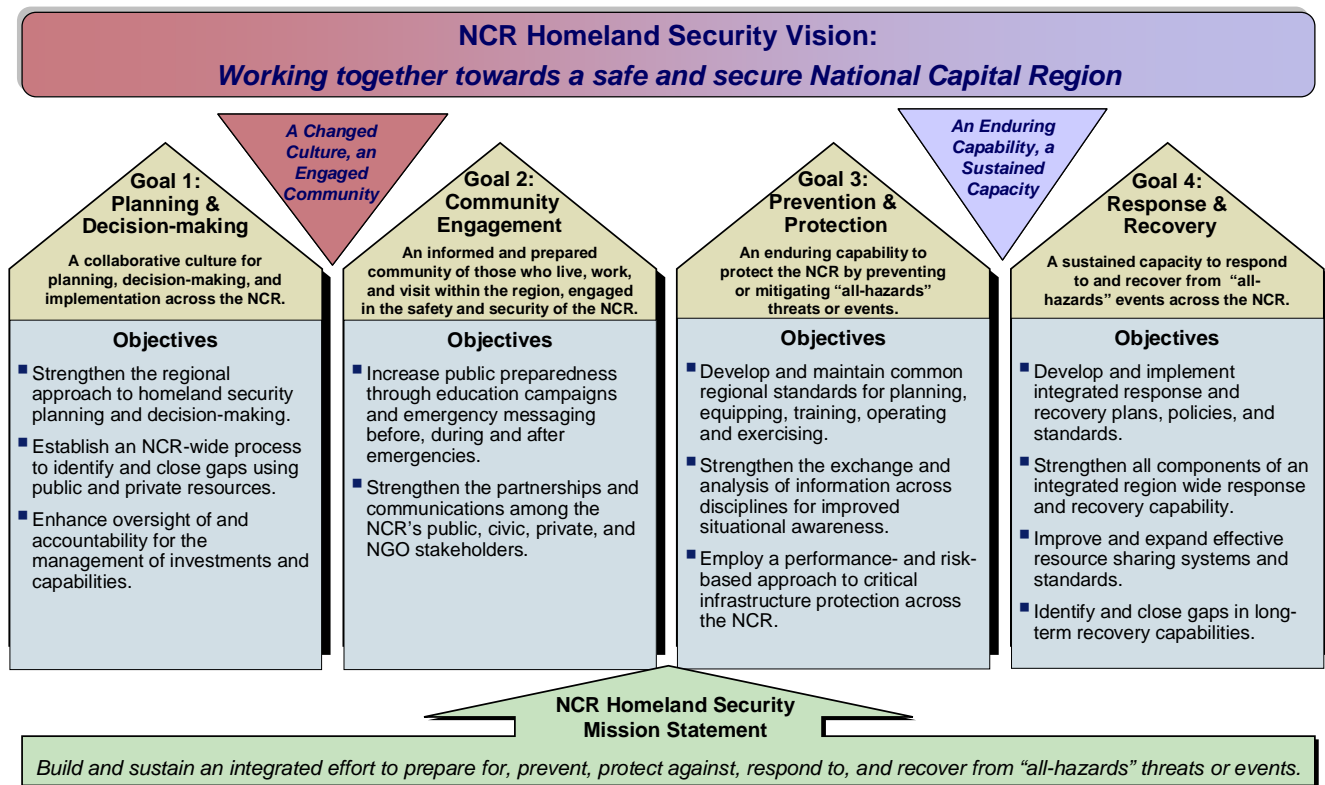 NCR Homeland Security Vision:
Working together towards a safe and secure National Capital Region
A Changed
Culture, an
Engaged
Community
An Enduring
Capability, a
Sustained
Capacity
Goal 1:
Planning &
Decision-making
A collaborative culture for
planning, decision-making, and
implementation across the NCR.
Objectives
▪ Strengthen the regional
approach to homeland security
planning and decision-making.
▪ Establish an NCR-wide process
to identify and close gaps using
public and private resources.
▪ Enhance oversight of and
accountability for the
management of investments and
capabilities.
Goal 2:
Community
Engagement
An informed and prepared
community of those who live, work,
and visit within the region, engaged
in the safety and security of the NCR.
Objectives
▪ Increase public preparedness
through education campaigns
and emergency messaging
before, during and after
emergencies.
▪ Strengthen the partnerships and
communications among the
NCR's public, civic, private, and
NGO stakeholders.
Goal 3:
Prevention &
Protection
An enduring capability to
protect the NCR by preventing
or mitigating “all-hazards”
threats or events.
Objectives
▪ Develop and maintain common
regional standards for planning,
equipping, training, operating
and exercising.
▪ Strengthen the exchange and
analysis of information across
disciplines for improved
situational awareness.
▪ Employ a performance- and risk-
based approach to critical
infrastructure protection across
the NCR.
Goal 4:
Response &
Recovery
A sustained capacity to respond
to and recover from “all-
hazards” events across the NCR.
Objectives
▪ Develop and implement
integrated response and
recovery plans, policies, and
standards.
▪ Strengthen all components of an
integrated region wide response
and recovery capability.
▪ Improve and expand effective
resource sharing systems and
standards.
▪ Identify and close gaps in long-
term recovery capabilities.
NCR Homeland Security
Mission Statement
Build and sustain an integrated effort to prepare for, prevent, protect against, respond to, and recover from “all-hazards” threats or events.